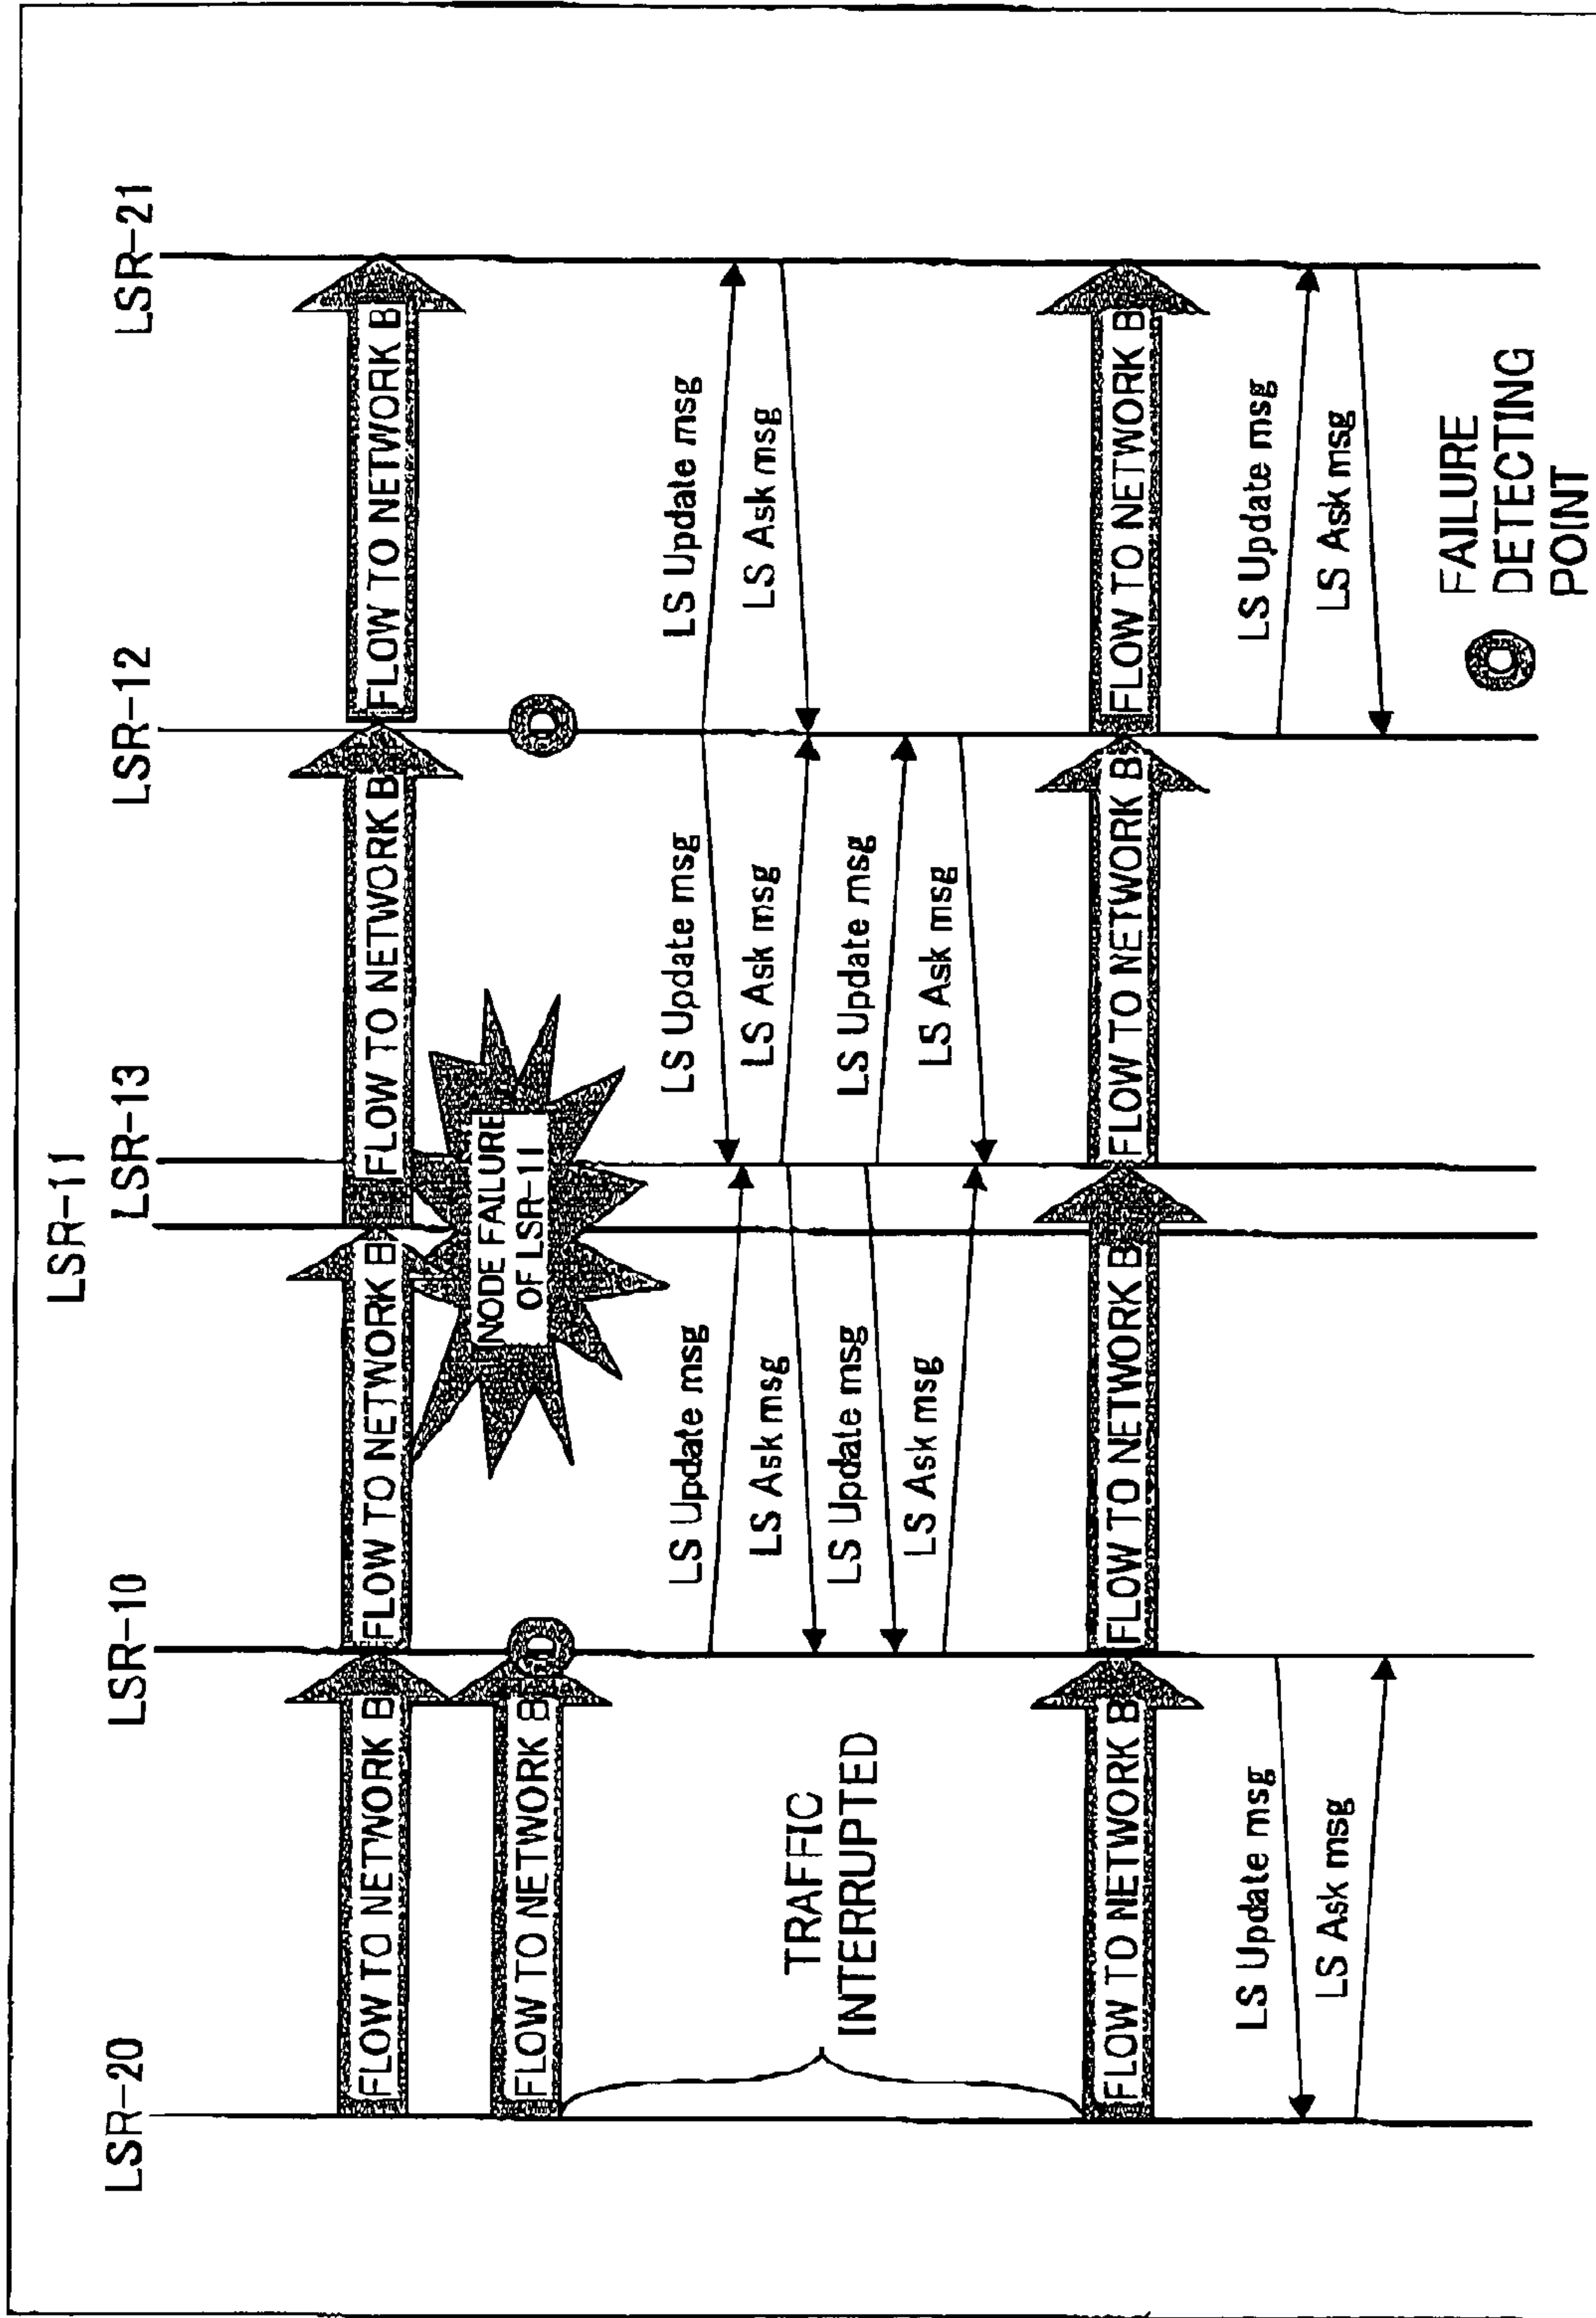 LSR-20
LSR-10
LSR-11
LSR-13
LSR-12
LSR-21
FLOW TO NETWORK B
FLOW TO NETWORK B
FLOW TO NETWORK B
FLOW TO NETWORK B
FLOW TO NETWORK B
NODE FAILURE
OF LSR-11
TRAFFIC
INTERRUPTED
LS Update msg
LS Ask msg
LS Update msg
LS Ask msg
LS Update msg
LS Ask msg
LS Update msg
LS Ask msg
LS Update msg
LS Ask msg
FLOW TO NETWORK B
FLOW TO NETWORK B
FLOW TO NETWORK B
FLOW TO NETWORK B
LS Update msg
LS Ask msg
LS Update msg
LS Ask msg
FAILURE
DETECTING
POINT